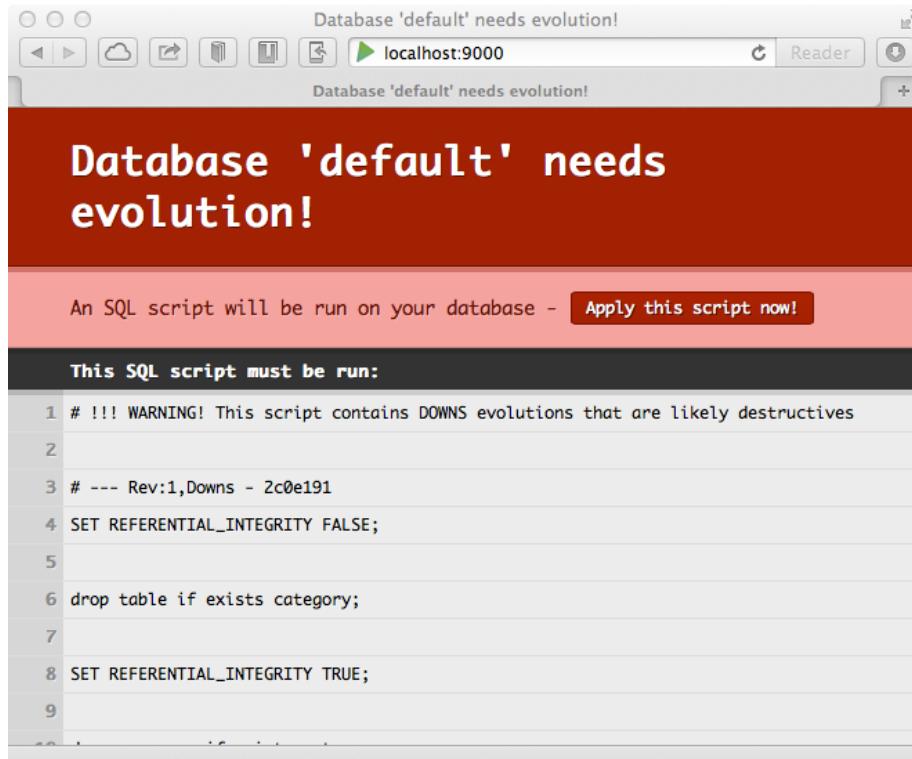 Database 'default' needs evolution!
localhost:9000
Reader
Database 'default' needs evolution!
Database 'default' needs
evolution!
An SQL script will be run on your database -
Apply this script now!
This SQL script must be run:
1 # !!! WARNING! This script contains DOWNS evolutions that are likely destructives
2
3 # --- Rev:1,Downs - 2c0e191
4 SET REFERENTIAL_INTEGRITY FALSE;
5
6 drop table if exists category;
7
8 SET REFERENTIAL_INTEGRITY TRUE;
9